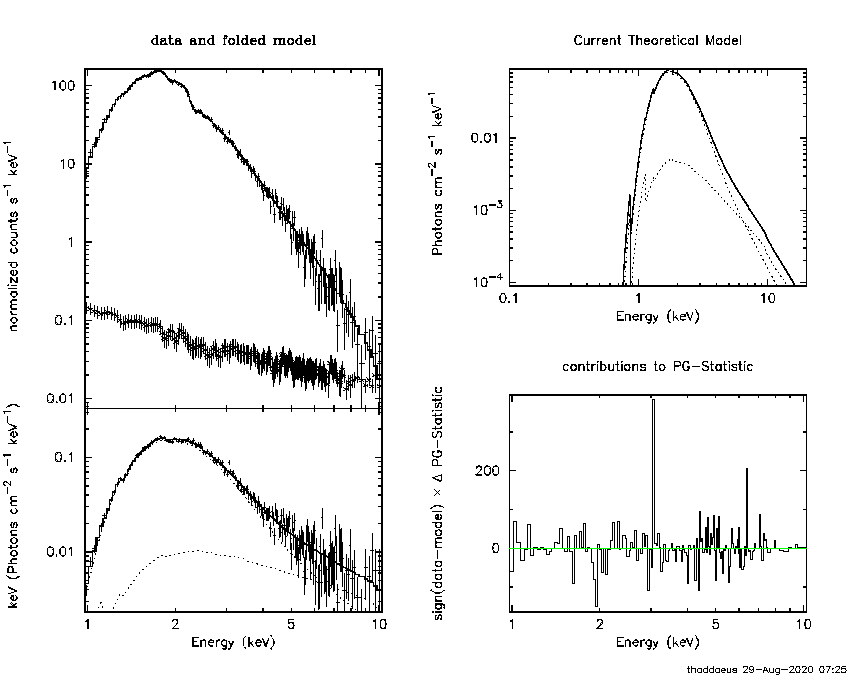 data and folded model
normalized counts s⁻¹ keV⁻¹
100
10
1
0.1
0.01
keV (Photons cm⁻² s⁻¹ keV⁻¹)
0.1
0.01
1 2 5 10
Energy (keV)
Current Theoretical Model
Photons cm⁻² s⁻¹ keV⁻¹
0.01
10⁻³
10⁻⁴
0.1 1 10
Energy (keV)
contributions to PG-Statistic
sign(data-model) × Δ PG-Statistic
200
0
1 2 5 10
Energy (keV)
thaddaeus 29-Aug-2020 07:25